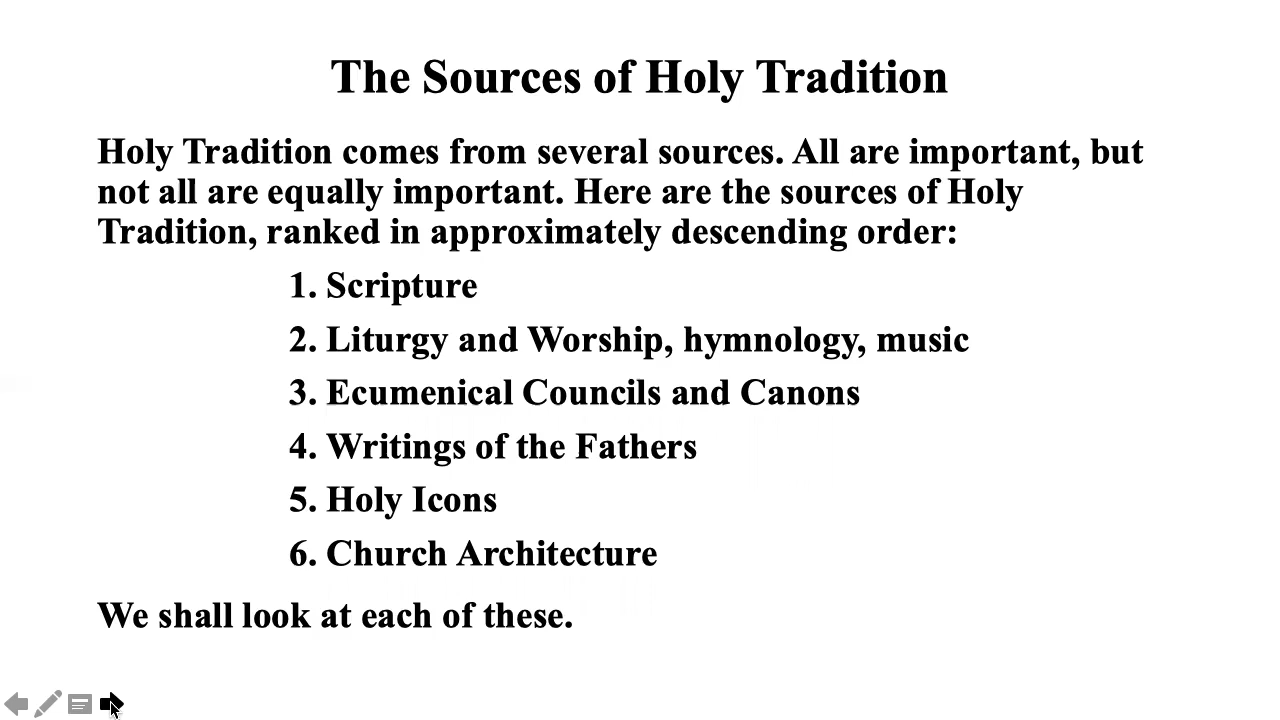 The Sources of Holy Tradition
Holy Tradition comes from several sources. All are important, but
not all are equally important. Here are the sources of Holy
Tradition, ranked in approximately descending order:
1. Scripture
2. Liturgy and Worship, hymnology, music
3. Ecumenical Councils and Canons
4. Writings of the Fathers
5. Holy Icons
6. Church Architecture
We shall look at each of these.